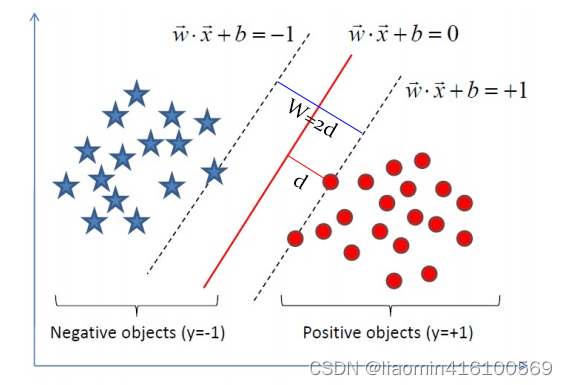 w⃗·x⃗+b=-1
w⃗·x⃗+b=0
w⃗·x⃗+b=+1
W=2d
d
Negative objects (y=-1)
Positive objects (y=+1)
CSDN @liaomin416100569